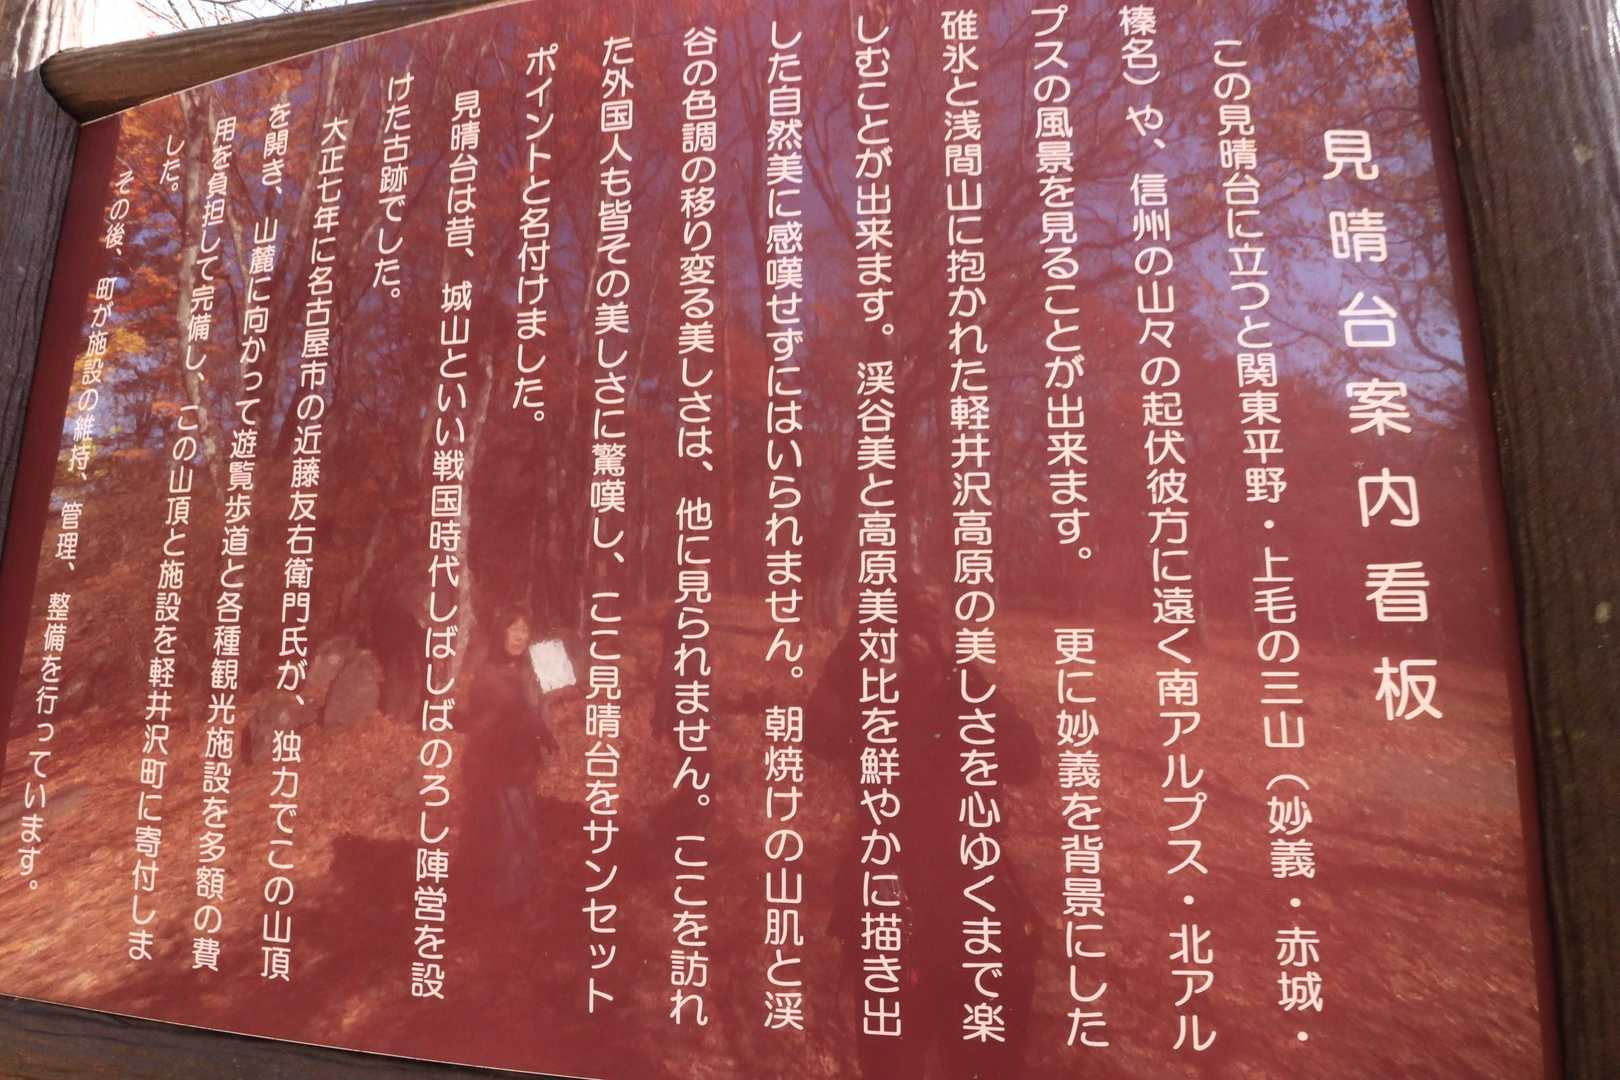 見晴台案内看板
この見晴台に立つと関東平野・上毛の三山（妙義・赤城・
榛名）や、信州の山々の起伏彼方に遠く南アルプス・北アル
プスの風景を見ることが出来ます。　更に妙義を背景にした
碓氷と浅間山に抱かれた軽井沢高原の美しさを心ゆくまで楽
しむことが出来ます。渓谷美と高原美対比を鮮やかに描き出
した自然美に感嘆せずにはいられません。朝焼けの山肌と渓
谷の色調の移り変る美しさは、他に見られません。ここを訪れ
た外国人も皆その美しさに驚嘆し、ここ見晴台をサンセット
ポイントと名付けました。
見晴台は昔、城山といい戦国時代しばしばのろし陣営を設
けた古跡でした。
大正七年に名古屋市の近藤友右衛門氏が、独力でこの山頂
を開き、山麓に向かって遊覧歩道と各種観光施設を多額の費
用を負担して完備し、この山頂と施設を軽井沢町に寄付しま
した。
その後、町が施設の維持、管理、整備を行っています。